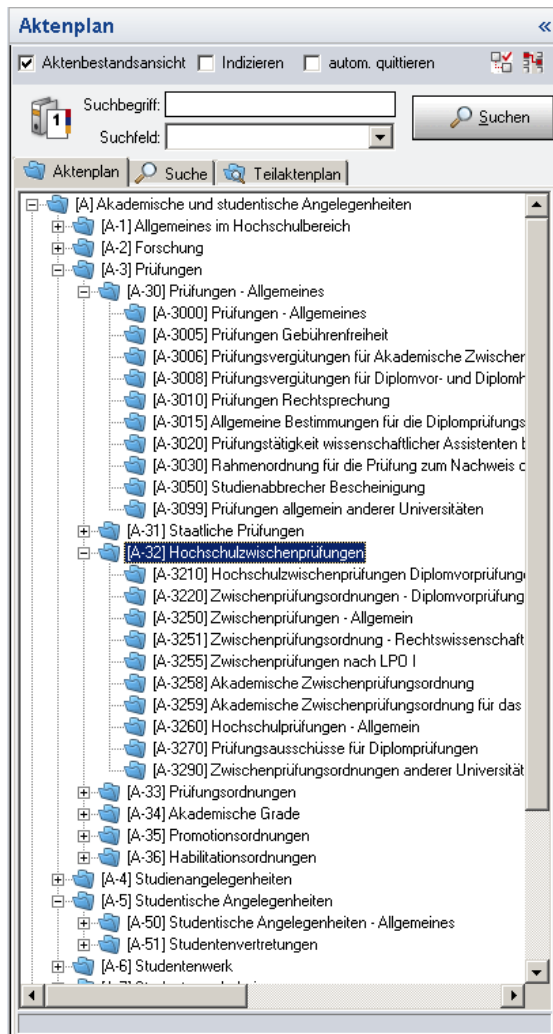 Aktenplan «
Aktenbestandsansicht Indizieren autom. quittieren
Suchbegriff:
1
Suchen
Suchfeld:
Aktenplan Suche Teilaktenplan
[A] Akademische und studentische Angelegenheiten
[A-1] Allgemeines im Hochschulbereich
[A-2] Forschung
[A-3] Prüfungen
[A-30] Prüfungen - Allgemeines
[A-3000] Prüfungen - Allgemeines
[A-3005] Prüfungen Gebührenfreiheit
[A-3006] Prüfungsvergütungen für Akademische Zwischer
[A-3008] Prüfungsvergütungen für Diplomvor- und Diplomh
[A-3010] Prüfungen Rechtsprechung
[A-3015] Allgemeine Bestimmungen für die Diplomprüfungs
[A-3020] Prüfungstätigkeit wissenschaftlicher Assistenten
[A-3030] Rahmenordnung für die Prüfung zum Nachweis
[A-3050] Studienabbrecher Bescheinigung
[A-3099] Prüfungen allgemein anderer Universitäten
[A-31] Staatliche Prüfungen
[A-32] Hochschulzwischenprüfungen
[A-3210] Hochschulzwischenprüfungen Diplomvorprüfung
[A-3220] Zwischenprüfungsordnungen - Diplomvorprüfung
[A-3250] Zwischenprüfungen - Allgemein
[A-3251] Zwischenprüfungsordnung - Rechtswissenschaft
[A-3255] Zwischenprüfungen nach LPO I
[A-3258] Akademische Zwischenprüfungsordnung
[A-3259] Akademische Zwischenprüfungsordnung für das
[A-3260] Hochschulprüfungen - Allgemein
[A-3270] Prüfungsausschüsse für Diplomprüfungen
[A-3290] Zwischenprüfungsordnungen anderer Universität
[A-33] Prüfungsordnungen
[A-34] Akademische Grade
[A-35] Promotionsordnungen
[A-36] Habilitationsordnungen
[A-4] Studienangelegenheiten
[A-5] Studentische Angelegenheiten
[A-50] Studentische Angelegenheiten - Allgemeines
[A-51] Studentenvertretungen
[A-6] Studentenwerk